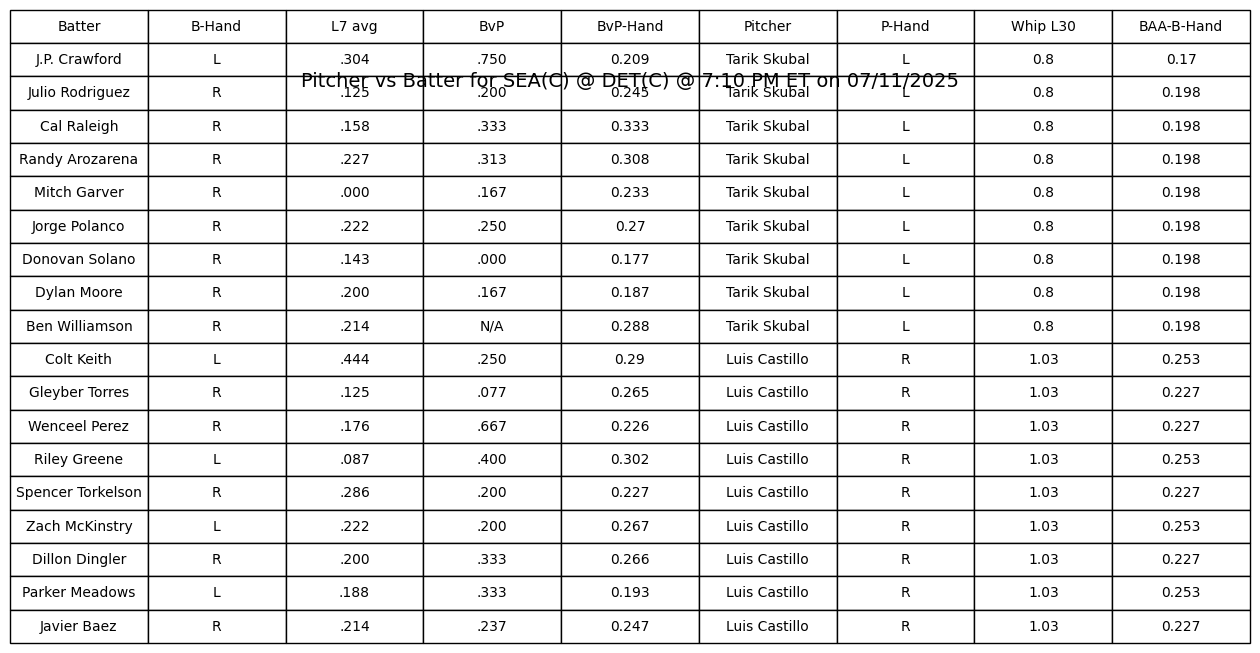 Batter B-Hand L7 avg BvP BvP-Hand Pitcher P-Hand Whip L30 BAA-B-Hand
J.P. Crawford L .304 .750 0.209 Tarik Skubal L 0.8 0.17
Pitcher vs Batter for SEA(C) @ DET(C) @ 7:10 PM ET on 07/11/2025
Julio Rodriguez R .125 .200 0.245 Tarik Skubal L 0.8 0.198
Cal Raleigh R .158 .333 0.333 Tarik Skubal L 0.8 0.198
Randy Arozarena R .227 .313 0.308 Tarik Skubal L 0.8 0.198
Mitch Garver R .000 .167 0.233 Tarik Skubal L 0.8 0.198
Jorge Polanco R .222 .250 0.27 Tarik Skubal L 0.8 0.198
Donovan Solano R .143 .000 0.177 Tarik Skubal L 0.8 0.198
Dylan Moore R .200 .167 0.187 Tarik Skubal L 0.8 0.198
Ben Williamson R .214 N/A 0.288 Tarik Skubal L 0.8 0.198
Colt Keith L .444 .250 0.29 Luis Castillo R 1.03 0.253
Gleyber Torres R .125 .077 0.265 Luis Castillo R 1.03 0.227
Wenceel Perez R .176 .667 0.226 Luis Castillo R 1.03 0.227
Riley Greene L .087 .400 0.302 Luis Castillo R 1.03 0.253
Spencer Torkelson R .286 .200 0.227 Luis Castillo R 1.03 0.227
Zach McKinstry L .222 .200 0.267 Luis Castillo R 1.03 0.253
Dillon Dingler R .200 .333 0.266 Luis Castillo R 1.03 0.227
Parker Meadows L .188 .333 0.193 Luis Castillo R 1.03 0.253
Javier Baez R .214 .237 0.247 Luis Castillo R 1.03 0.227